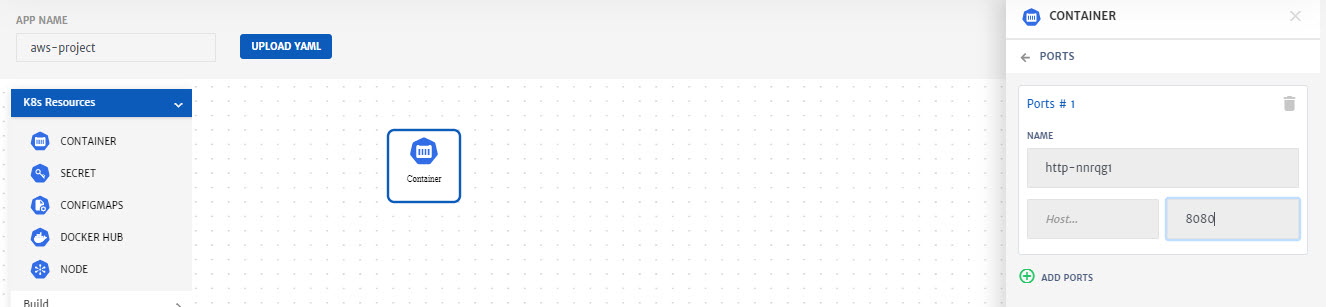 APP NAME
aws-project
UPLOAD YAML
K8s Resources
CONTAINER
SECRET
CONFIGMAPS
DOCKER HUB
NODE
Build
Container
CONTAINER
PORTS
Ports # 1
NAME
http-nnrqg1
Host... 8080
ADD PORTS